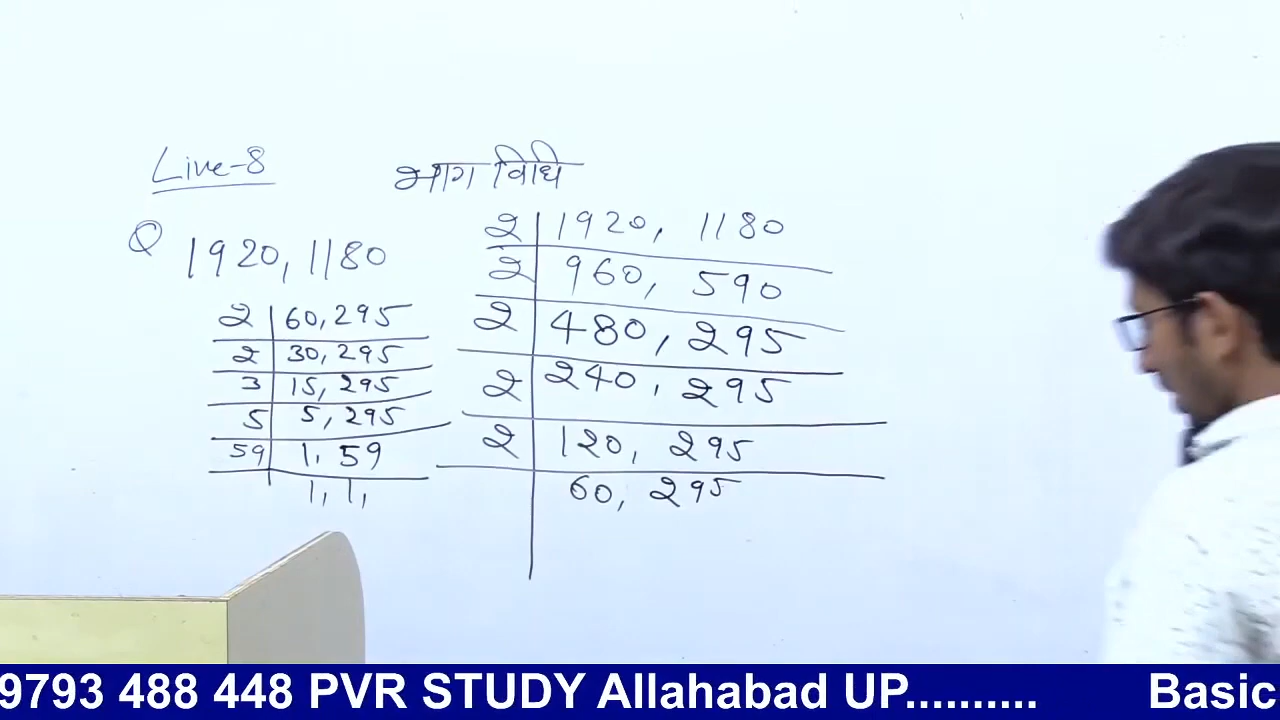 Live-8
भाग विधि
Q 1920, 1180
2 | 60, 295
2 | 30, 295
3 | 15, 295
5 | 5, 295
59 | 1, 59
1, 1,
2 | 1920, 1180
2 | 960, 590
2 | 480, 295
2 | 240, 295
2 | 120, 295
60, 295
9793 488 448 PVR STUDY Allahabad UP.......... Basic